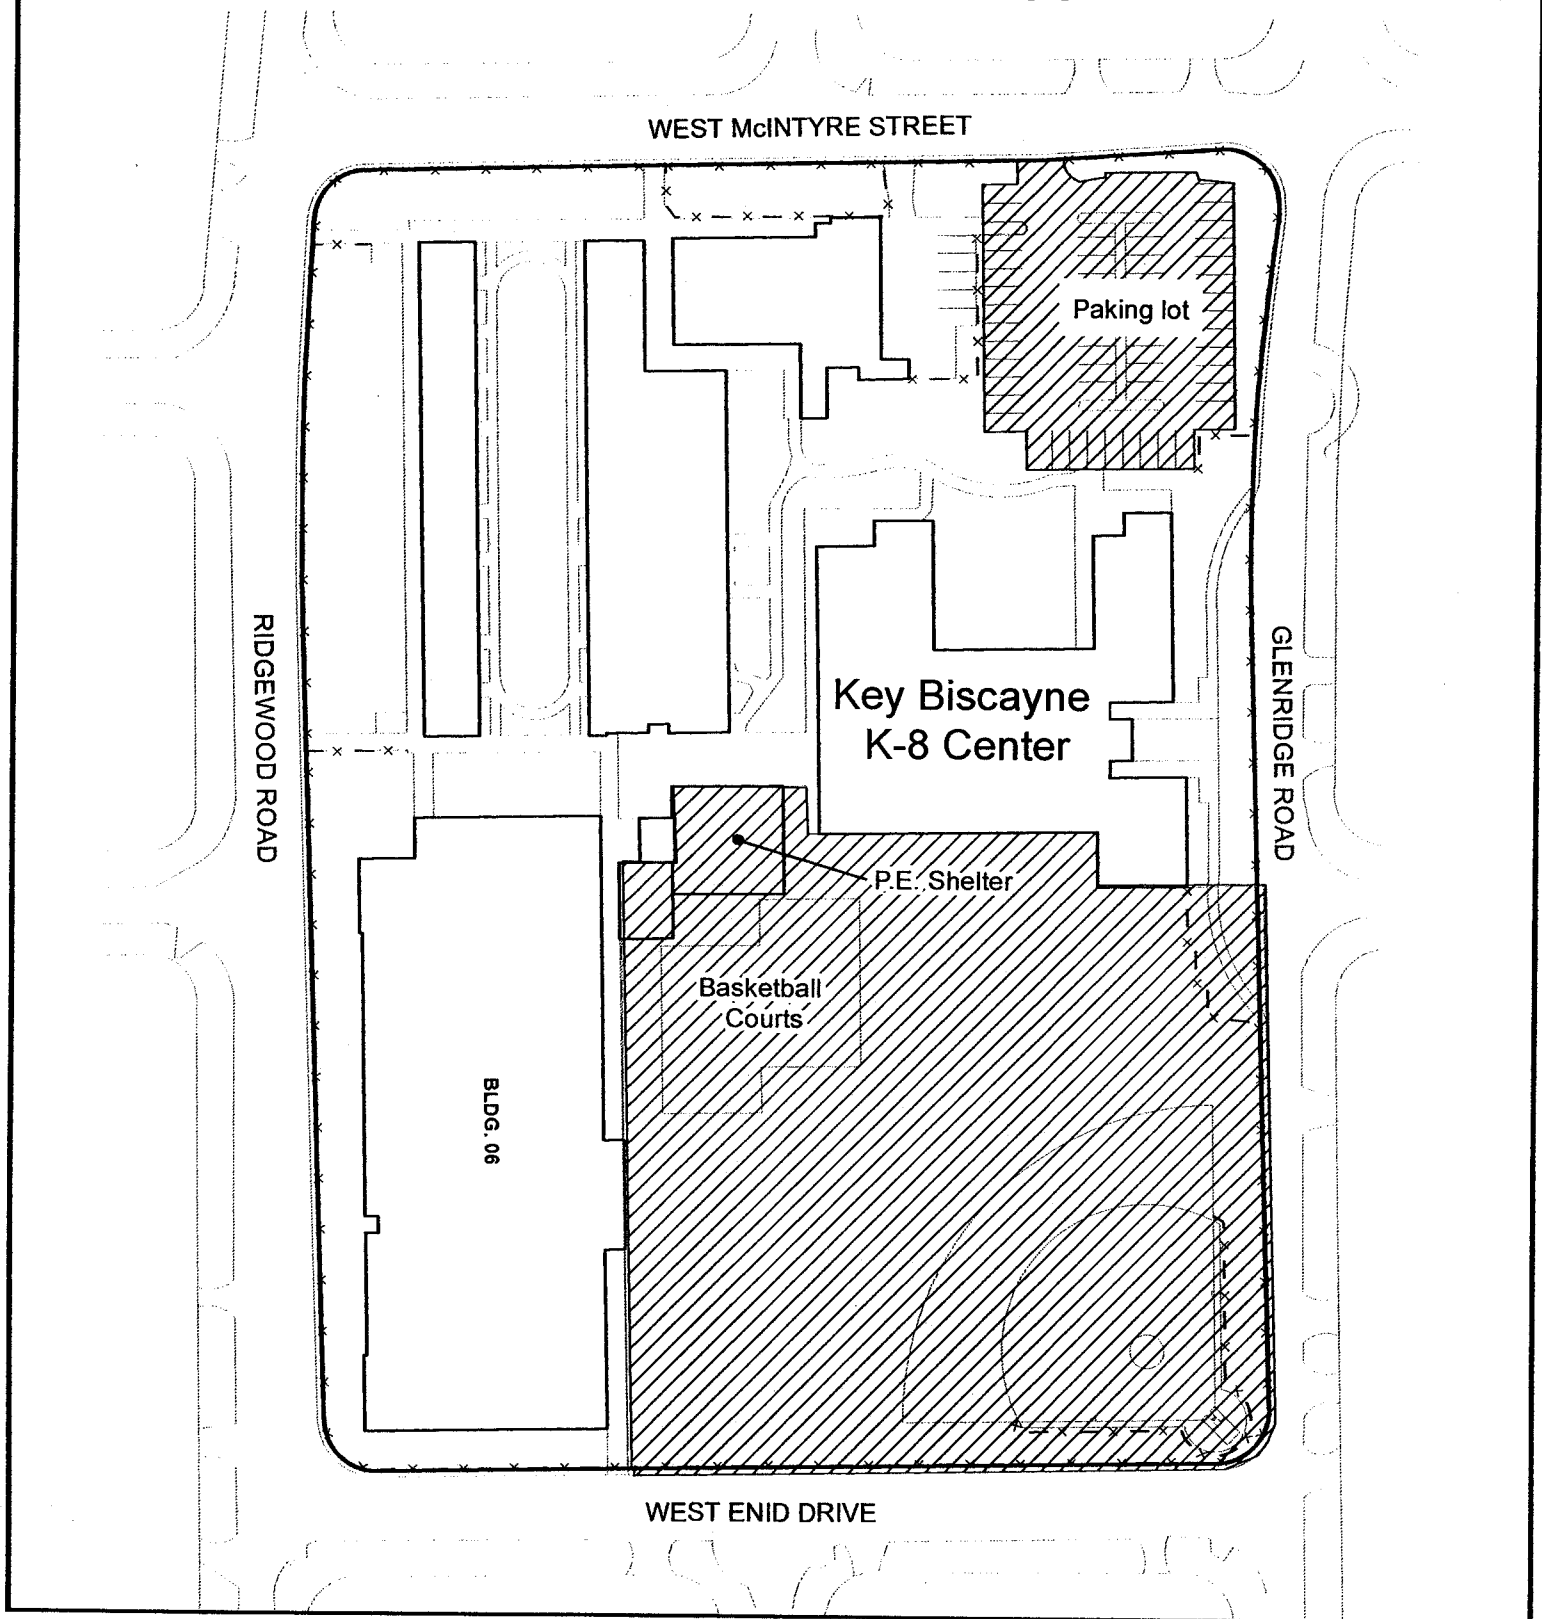 WEST McINTYRE STREET
Paking lot
RIDGEWOOD ROAD
GLENRIDGE ROAD
Key Biscayne
K-8 Center
P.E. Shelter
Basketball
Courts
BLDG. 06
WEST ENID DRIVE